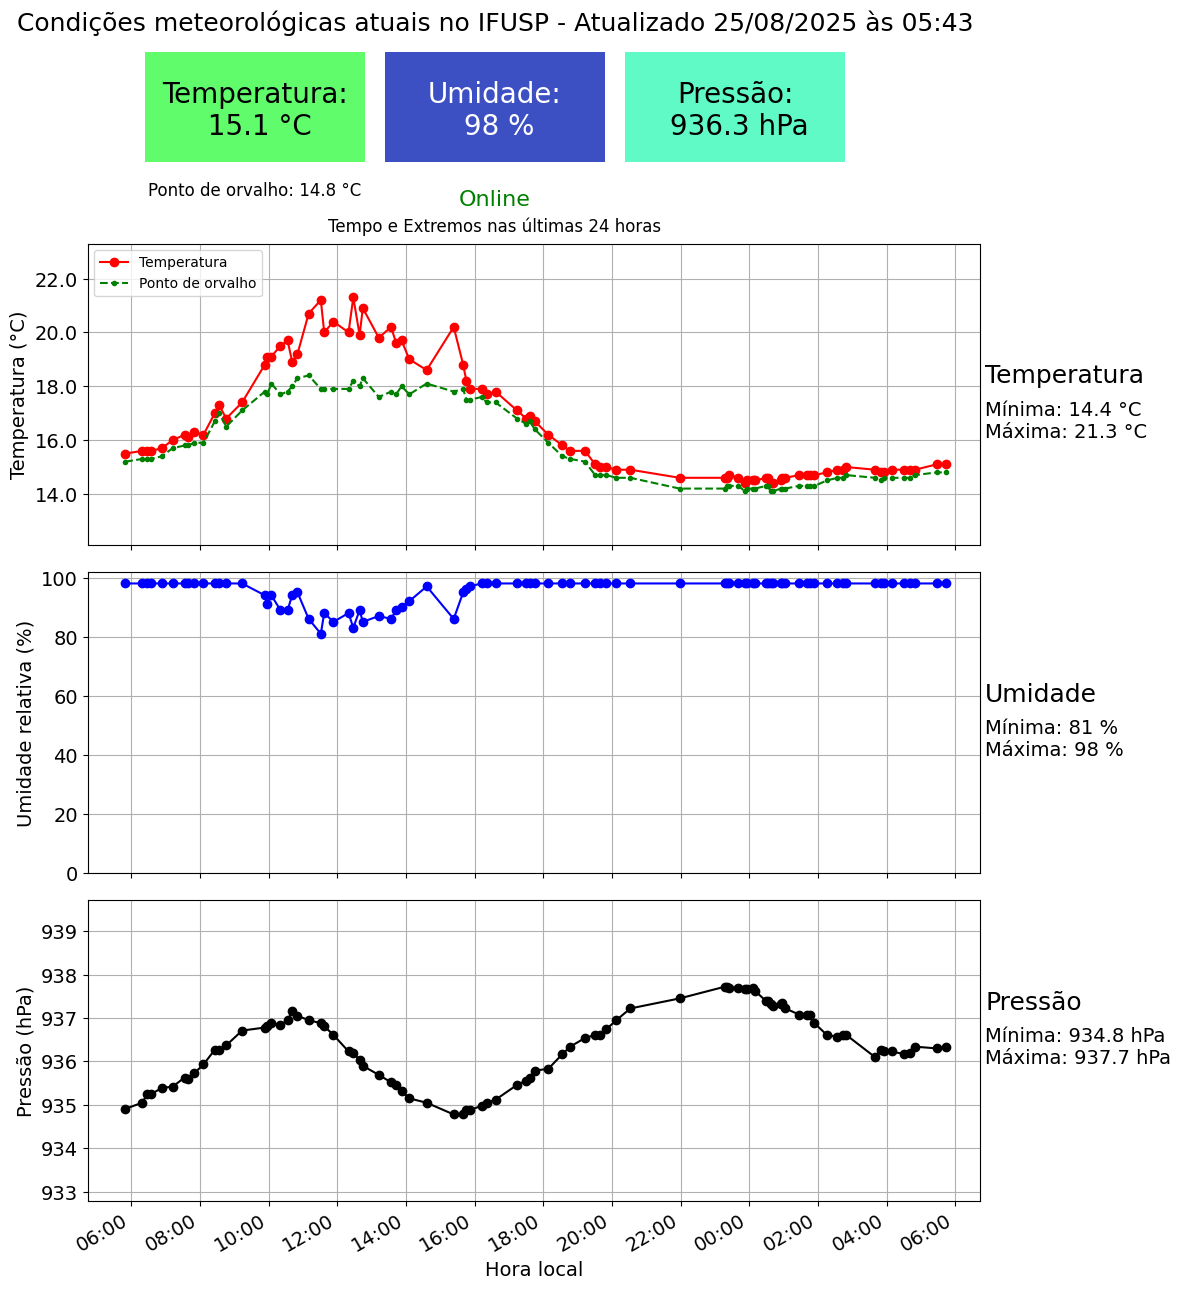 Condições meteorológicas atuais no IFUSP - Atualizado 25/08/2025 às 05:43
Temperatura:
15.1 °C
Umidade:
98 %
Pressão:
936.3 hPa
Ponto de orvalho: 14.8 °C
Online
Tempo e Extremos nas últimas 24 horas
Temperatura
Ponto de orvalho
Temperatura (°C)
22.0
20.0
18.0
16.0
14.0
Temperatura
Mínima: 14.4 °C
Máxima: 21.3 °C
Umidade relativa (%)
100
80
60
40
20
0
Umidade
Mínima: 81 %
Máxima: 98 %
Pressão (hPa)
939
938
937
936
935
934
933
Pressão
Mínima: 934.8 hPa
Máxima: 937.7 hPa
06:00 08:00 10:00 12:00 14:00 16:00 18:00 20:00 22:00 00:00 02:00 04:00 06:00
Hora local